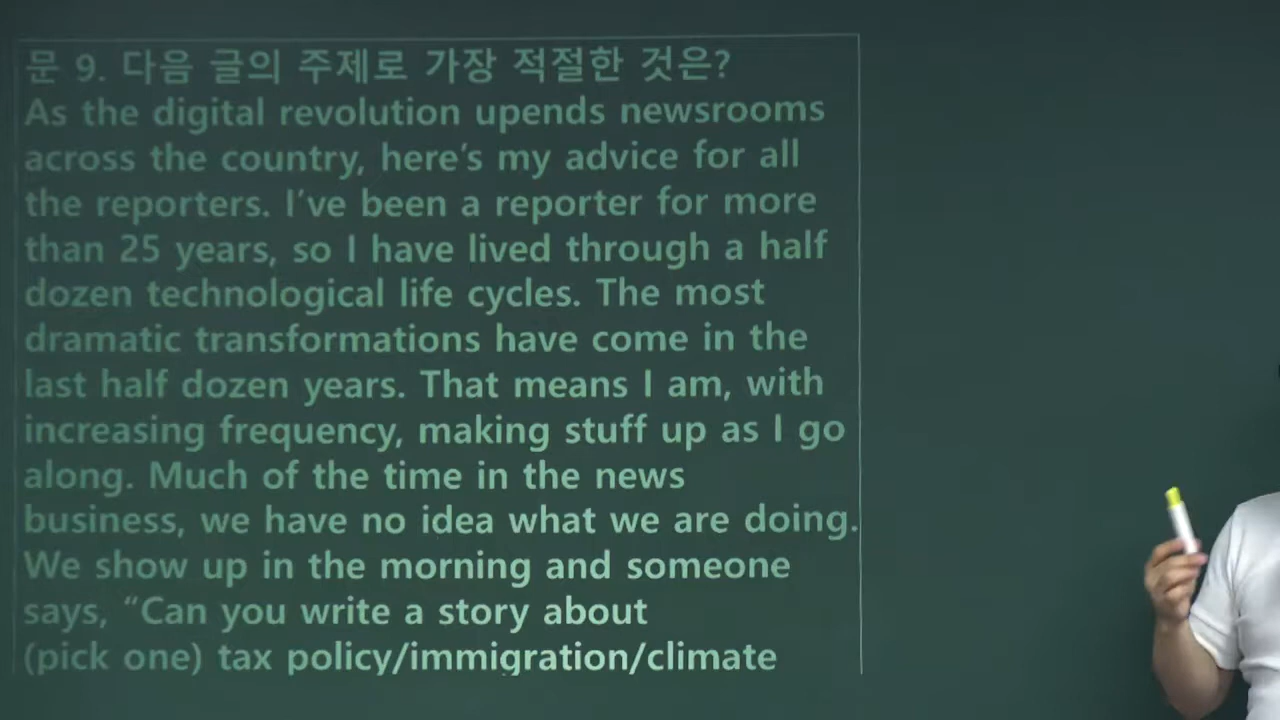 문 9. 다음 글의 주제로 가장 적절한 것은?
As the digital revolution upends newsrooms
across the country, here’s my advice for all
the reporters. I’ve been a reporter for more
than 25 years, so I have lived through a half
dozen technological life cycles. The most
dramatic transformations have come in the
last half dozen years. That means I am, with
increasing frequency, making stuff up as I go
along. Much of the time in the news
business, we have no idea what we are doing.
We show up in the morning and someone
says, “Can you write a story about
(pick one) tax policy/immigration/climate